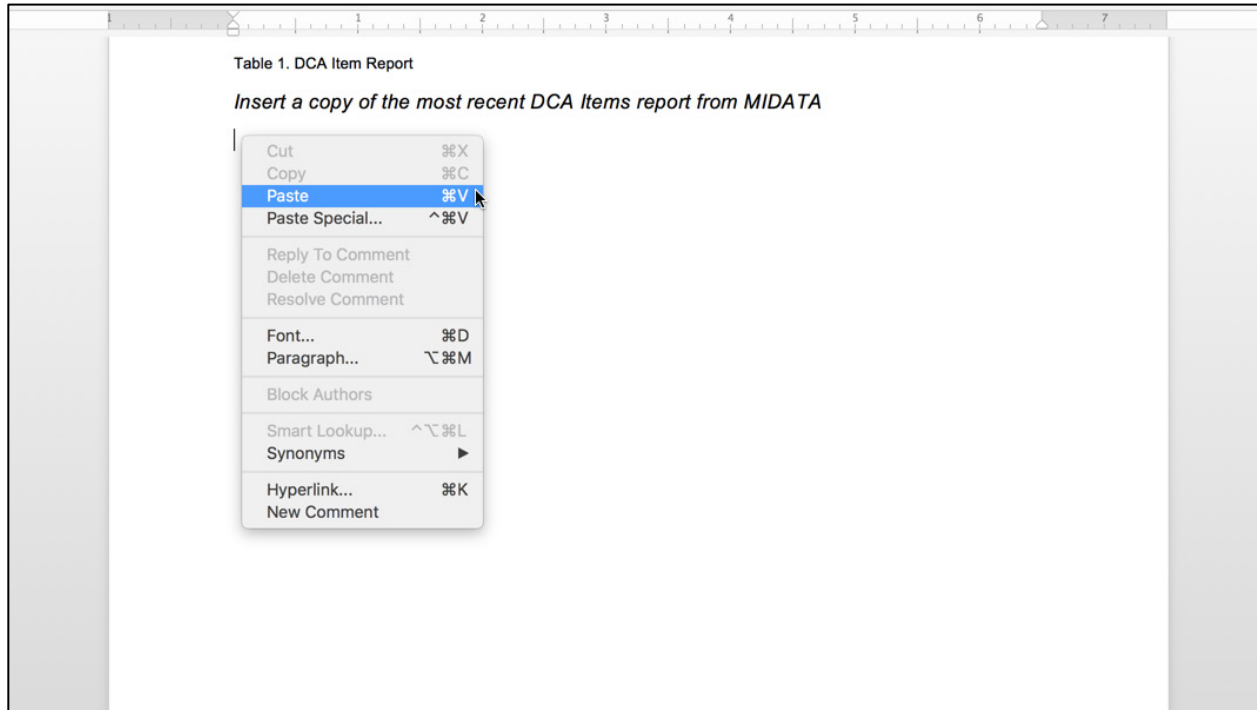 1 1 2 3 4 5 6 7
Table 1. DCA Item Report
Insert a copy of the most recent DCA Items report from MIDATA
Cut ⌘X
Copy ⌘C
Paste ⌘V
Paste Special... ^⌘V
Reply To Comment
Delete Comment
Resolve Comment
Font... ⌘D
Paragraph... ⌥⌘M
Block Authors
Smart Lookup... ^⌥⌘L
Synonyms ▶
Hyperlink... ⌘K
New Comment